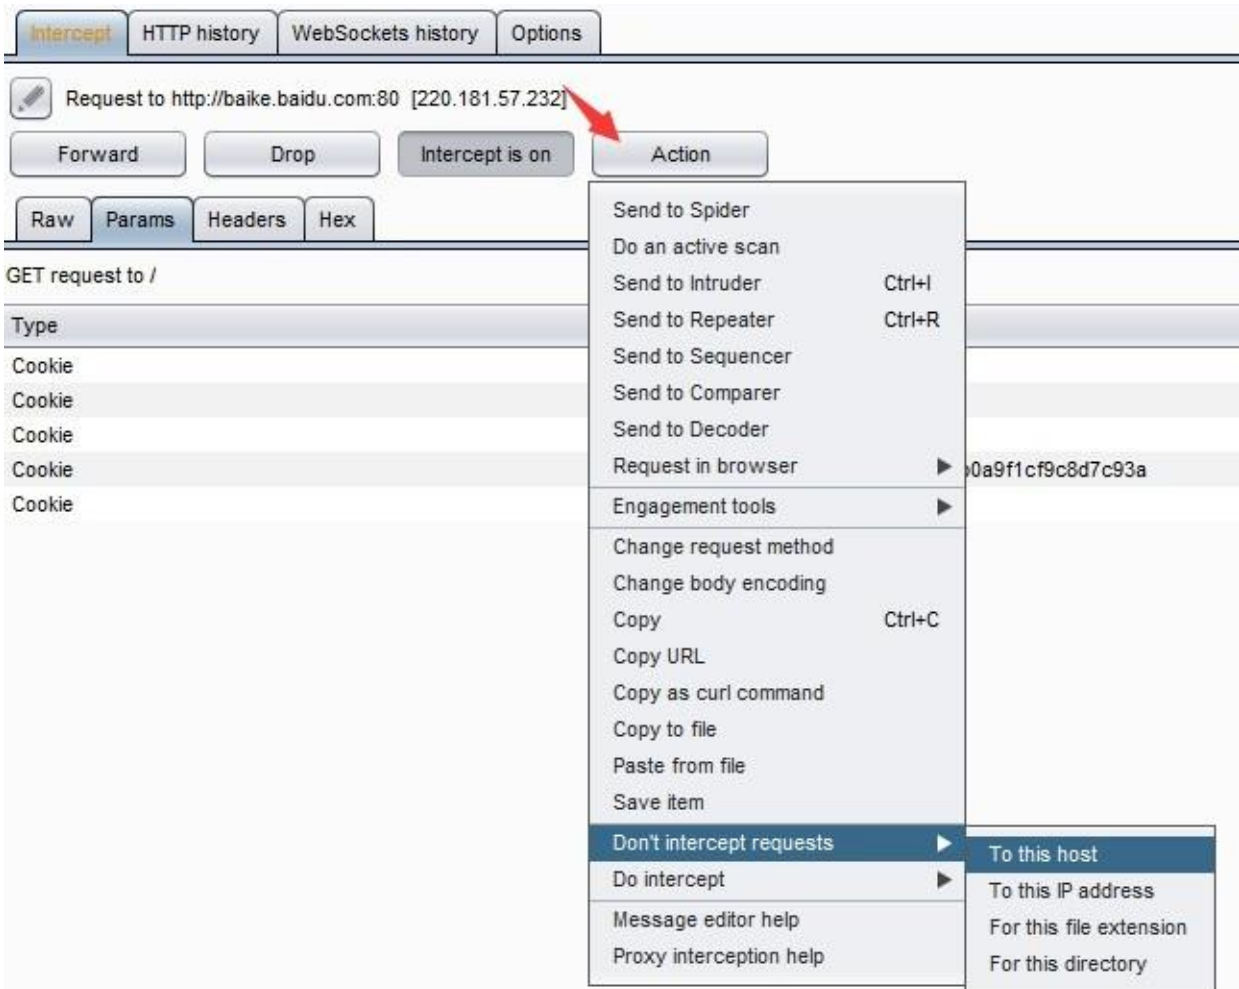 Intercept HTTP history WebSockets history Options
Request to http://baike.baidu.com:80 [220.181.57.232]
Forward Drop Intercept is on Action
Raw Params Headers Hex
GET request to /
Type
Cookie
Cookie
Cookie
Cookie
Cookie
Send to Spider
Do an active scan
Send to Intruder Ctrl+I
Send to Repeater Ctrl+R
Send to Sequencer
Send to Comparer
Send to Decoder
Request in browser
Engagement tools
Change request method
Change body encoding
Copy Ctrl+C
Copy URL
Copy as curl command
Copy to file
Paste from file
Save item
Don't intercept requests
Do intercept
Message editor help
Proxy interception help
To this host
To this IP address
For this file extension
For this directory